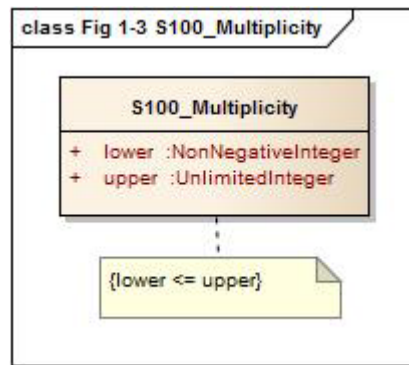 class Fig 1-3 S100_Multiplicity
S100_Multiplicity
+ lower :NonNegativeInteger
+ upper :UnlimitedInteger
{lower <= upper}